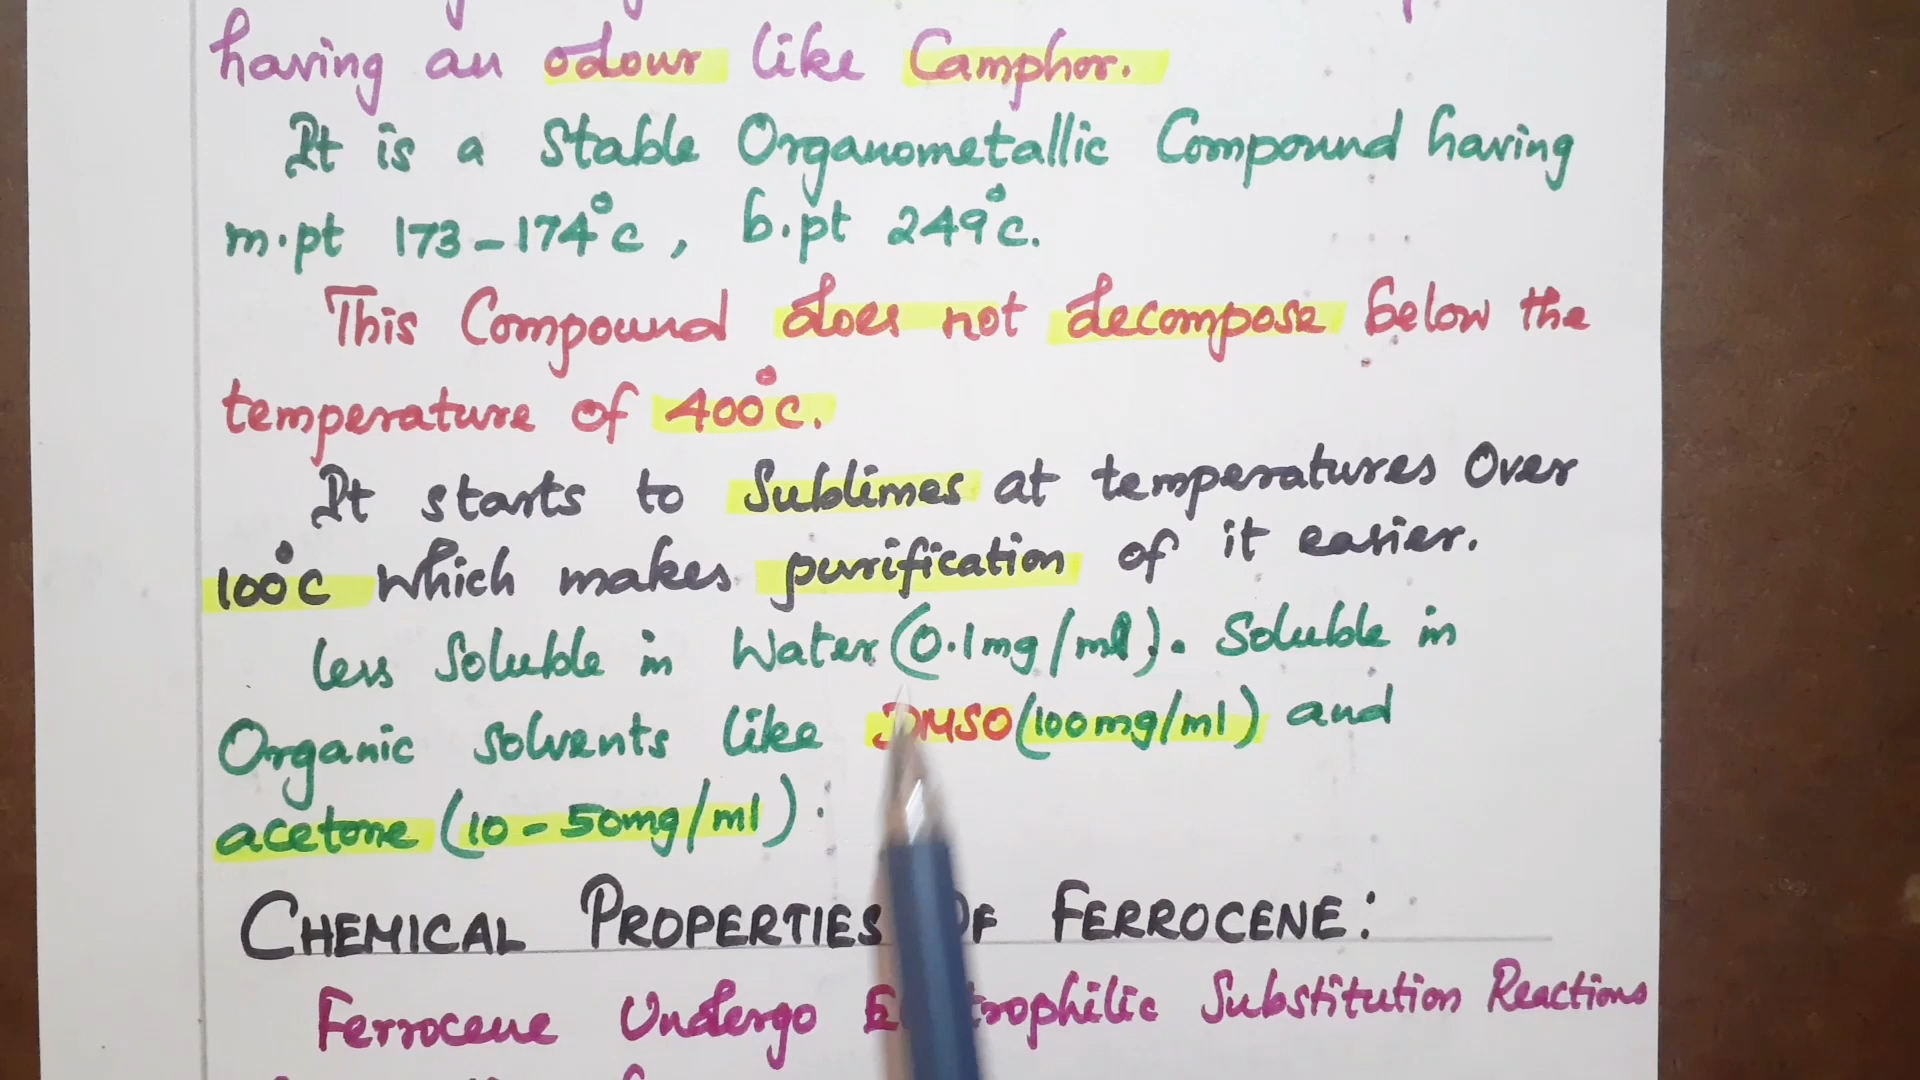 having an odour like Camphor.
It is a Stable Organometallic Compound having
m.pt 173-174°c, b.pt 249°c.
This Compound does not decompose below the
temperature of 400°c.
It starts to Sublimes at temperatures Over
100°c which makes purification of it easier.
less Soluble in Water (0.1mg/ml). Soluble in
Organic solvents like DMSO (100mg/ml) and
acetone (10-50mg/ml).
CHEMICAL PROPERTIES OF FERROCENE:
Ferrocene Undergo Electrophilic Substitution Reactions